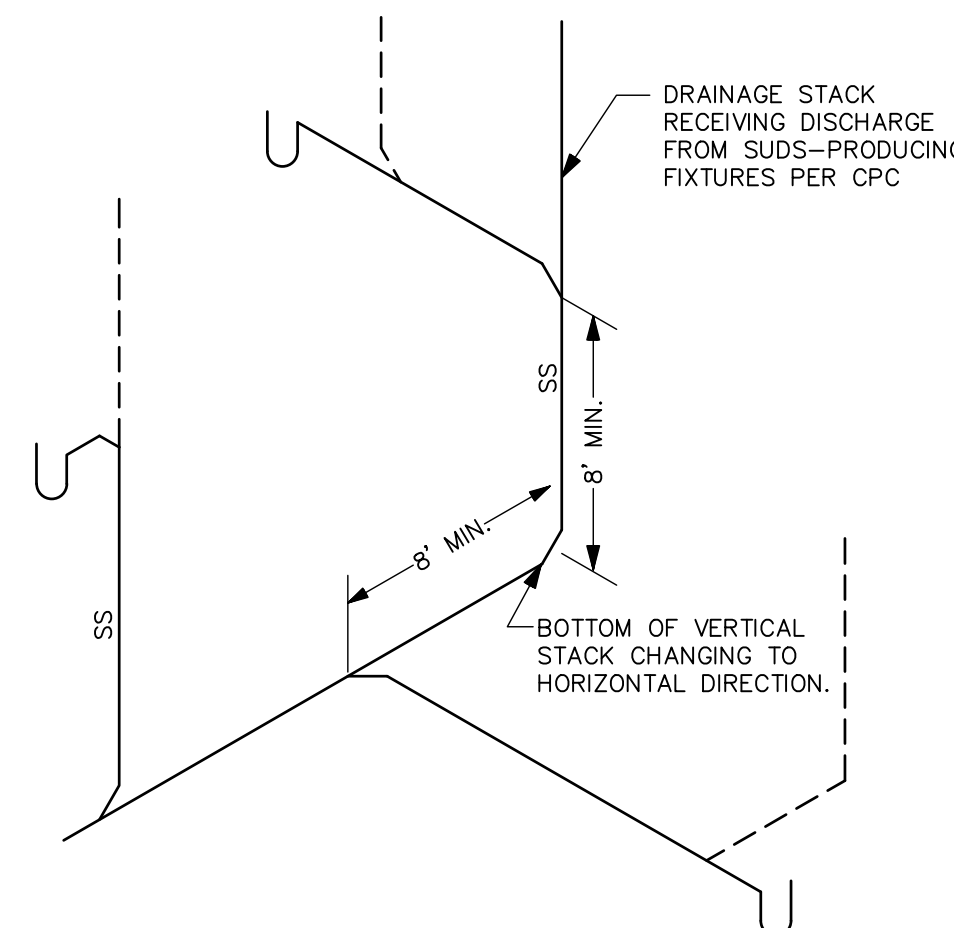 DRAINAGE STACK
RECEIVING DISCHARGE
FROM SUDS-PRODUCING
FIXTURES PER CPC
SS
8' MIN.
8' MIN.
SS
BOTTOM OF VERTICAL
STACK CHANGING TO
HORIZONTAL DIRECTION.